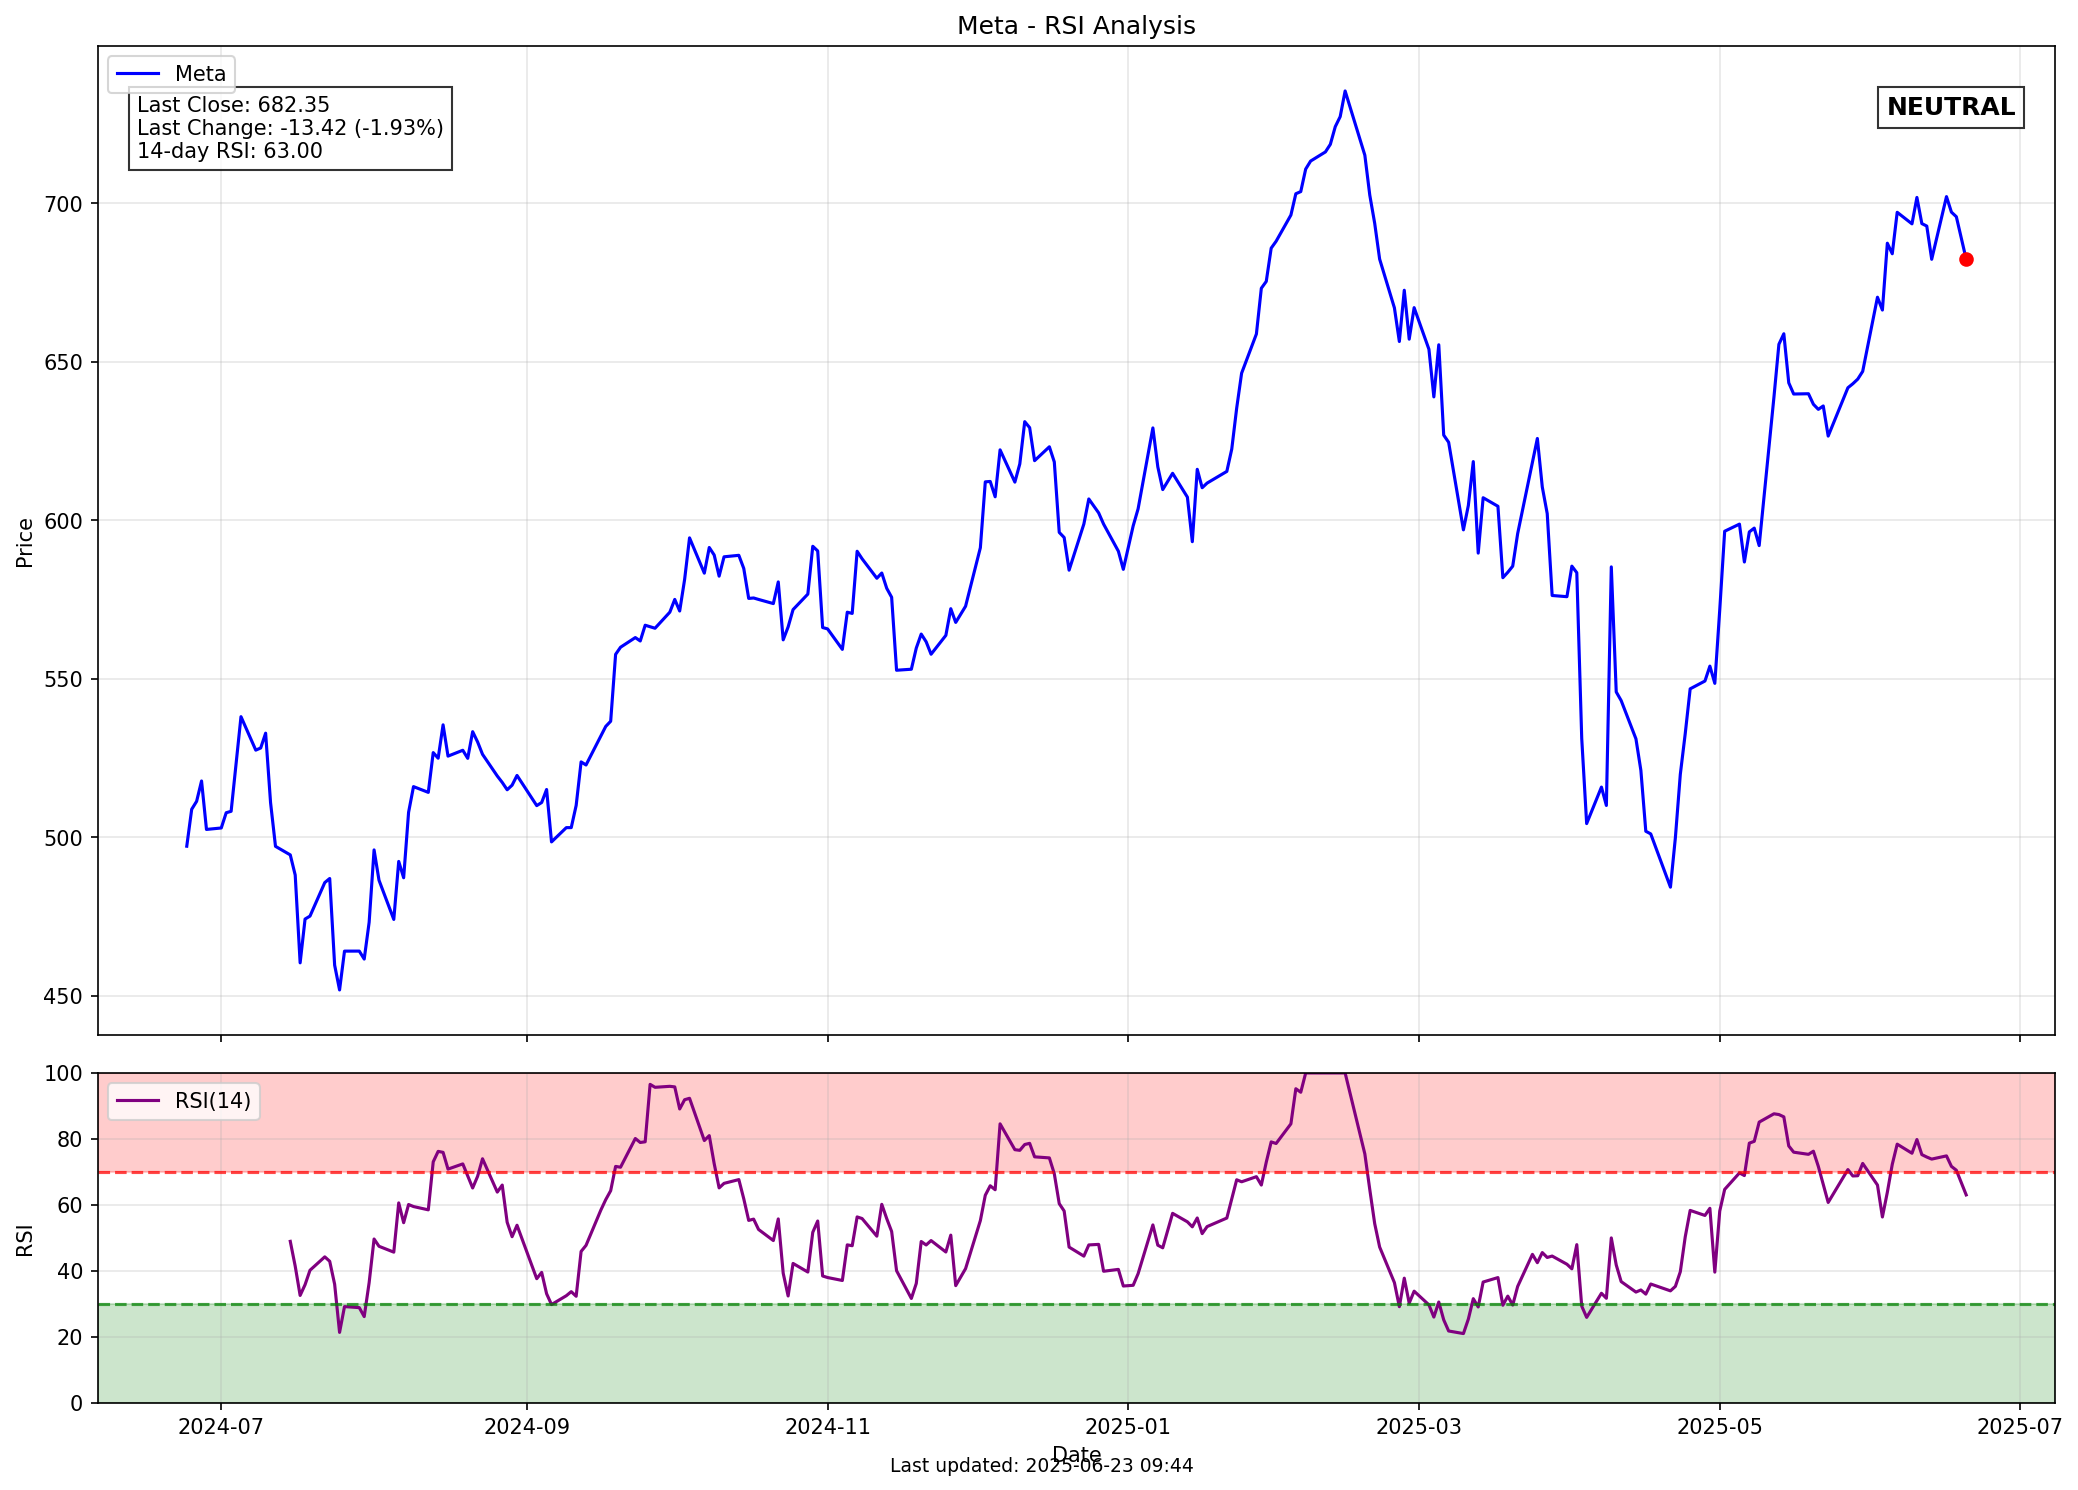 Meta - RSI Analysis
Meta
Last Close: 682.35
Last Change: -13.42 (-1.93%)
14-day RSI: 63.00
NEUTRAL
Price
700
650
600
550
500
450
RSI(14)
RSI
100
80
60
40
20
0
2024-07
2024-09
2024-11
2025-01
2025-03
2025-05
2025-07
Date
Last updated: 2025-06-23 09:44